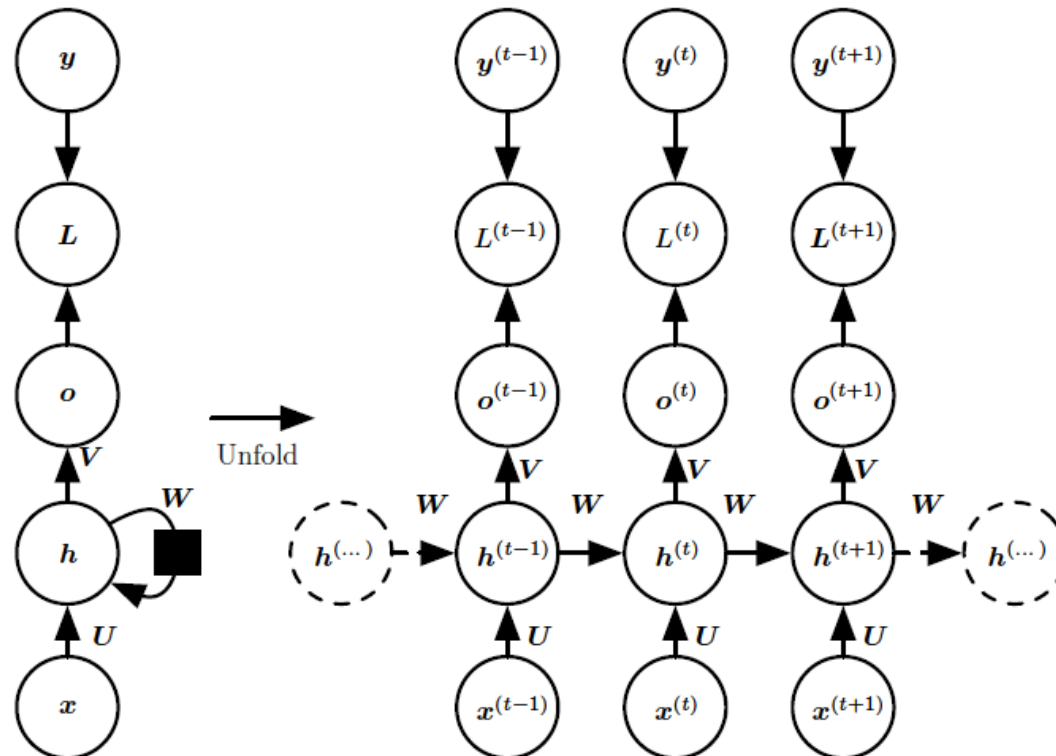 y y^(t−1) y^(t) y^(t+1)
L L^(t−1) L^(t) L^(t+1)
o o^(t−1) o^(t) o^(t+1)
Unfold
V V V V
W W W W W
h h^(...) h^(t−1) h^(t) h^(t+1) h^(...)
U U U U
x x^(t−1) x^(t) x^(t+1)